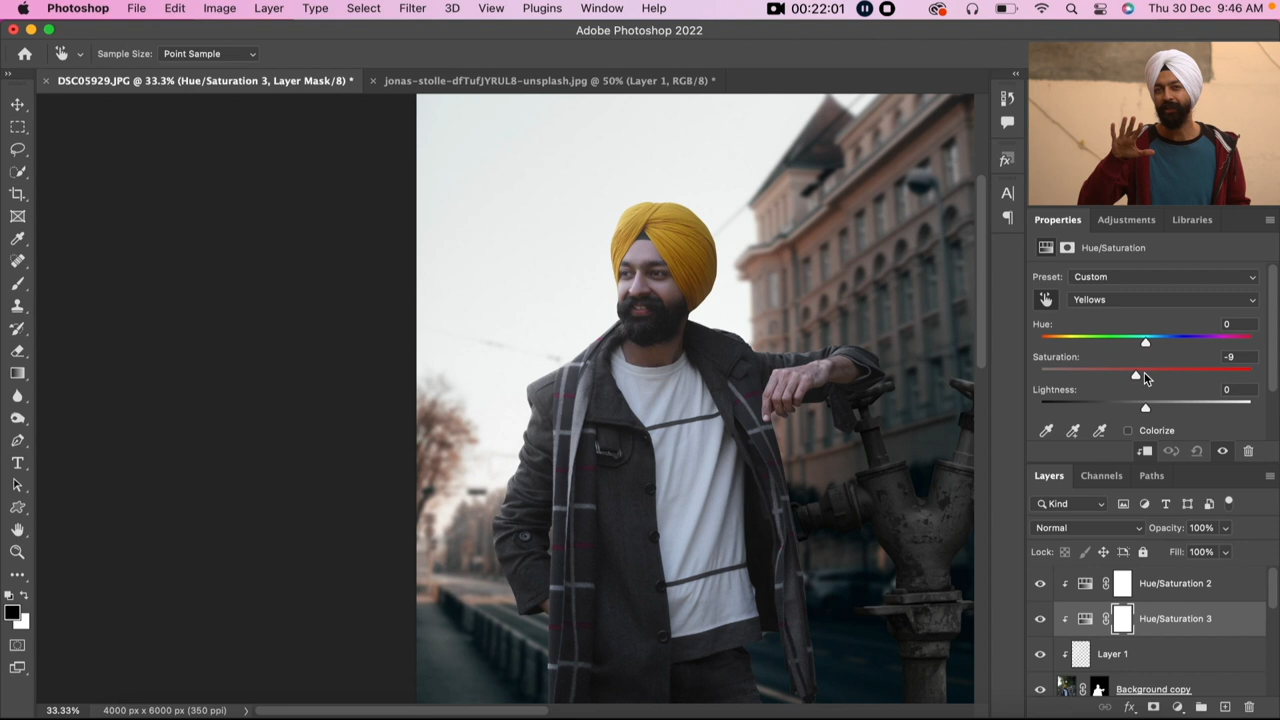 Photoshop File Edit Image Layer Type Select Filter 3D View Plugins Window Help 00:22:01 Thu 30 Dec 9:46 AM
Adobe Photoshop 2022
Sample Size: Point Sample
DSC05929.JPG @ 33.3% (Hue/Saturation 3, Layer Mask/8) * jonas-stolle-dfTufJYRUL8-unsplash.jpg @ 50% (Layer 1, RGB/8) *
Properties Adjustments Libraries
Hue/Saturation
Preset: Custom
Yellows
Hue: 0
Saturation: -9
Lightness: 0
Colorize
Layers Channels Paths
Kind
Normal Opacity: 100%
Lock: Fill: 100%
Hue/Saturation 2
Hue/Saturation 3
Layer 1
Background copy
33.33% 4000 px x 6000 px (350 ppi)